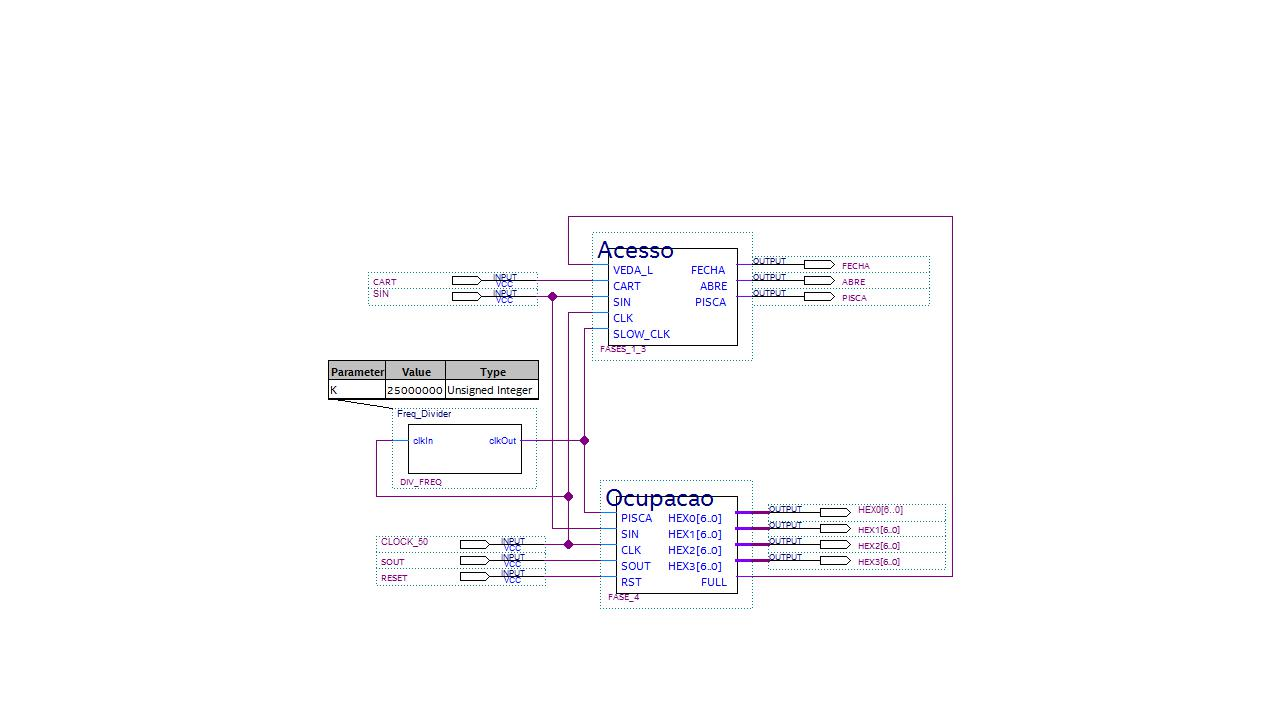 Acesso
VEDA_L FECHA
CART ABRE
SIN PISCA
CLK
SLOW_CLK
FASES_1_3
CART INPUT VCC
SIN INPUT VCC
OUTPUT FECHA
OUTPUT ABRE
OUTPUT PISCA
Parameter Value Type
K 25000000 Unsigned Integer
Freq_Divider
clkIn clkOut
DIV_FREQ
Ocupacao
PISCA HEX0[6..0]
SIN HEX1[6..0]
CLK HEX2[6..0]
SOUT HEX3[6..0]
RST FULL
FASE_4
CLOCK_50 INPUT VCC
SOUT INPUT VCC
RESET INPUT VCC
OUTPUT HEX0[6..0]
OUTPUT HEX1[6..0]
OUTPUT HEX2[6..0]
OUTPUT HEX3[6..0]